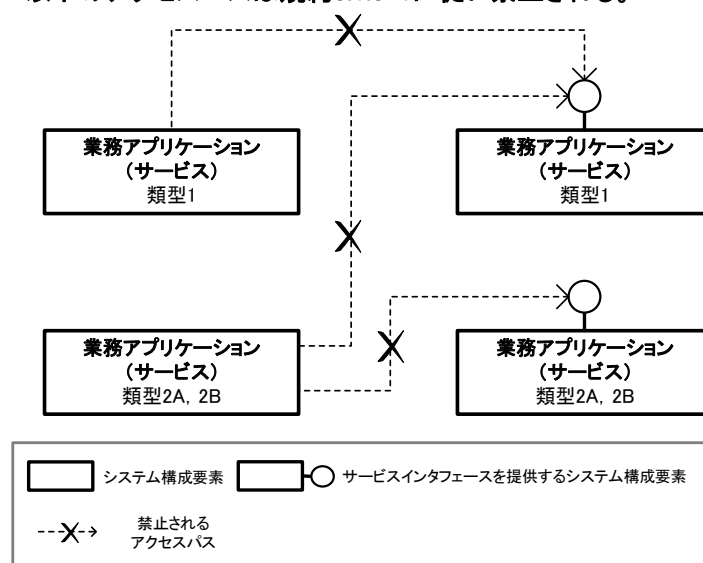 業務アプリケーション
(サービス)
類型1
業務アプリケーション
(サービス)
類型1
業務アプリケーション
(サービス)
類型2A, 2B
業務アプリケーション
(サービス)
類型2A, 2B
システム構成要素
サービスインタフェースを提供するシステム構成要素
禁止される
アクセスパス